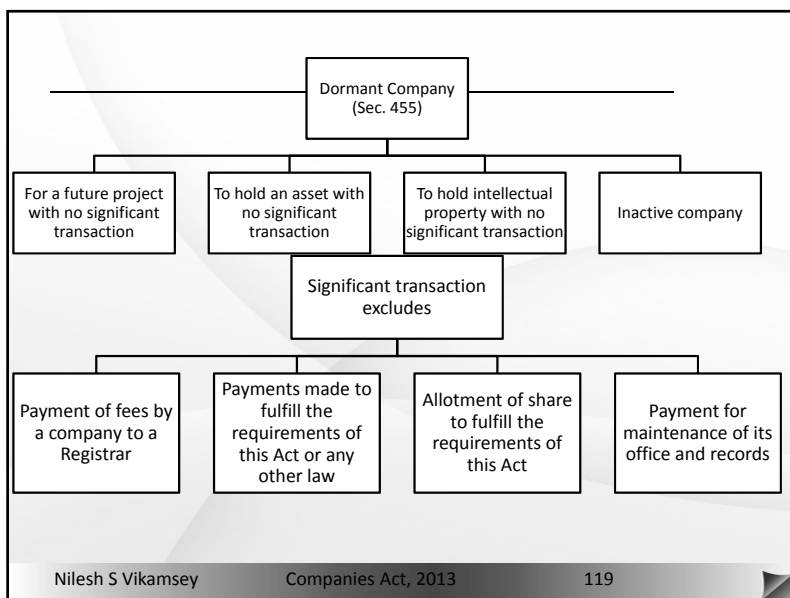 Dormant Company
(Sec. 455)
For a future project
with no significant
transaction
To hold an asset with
no significant
transaction
To hold intellectual
property with no
significant transaction
Inactive company
Significant transaction
excludes
Payment of fees by
a company to a
Registrar
Payments made to
fulfill the
requirements of
this Act or any
other law
Allotment of share
to fulfill the
requirements of
this Act
Payment for
maintenance of its
office and records
Nilesh S Vikamsey Companies Act, 2013 119